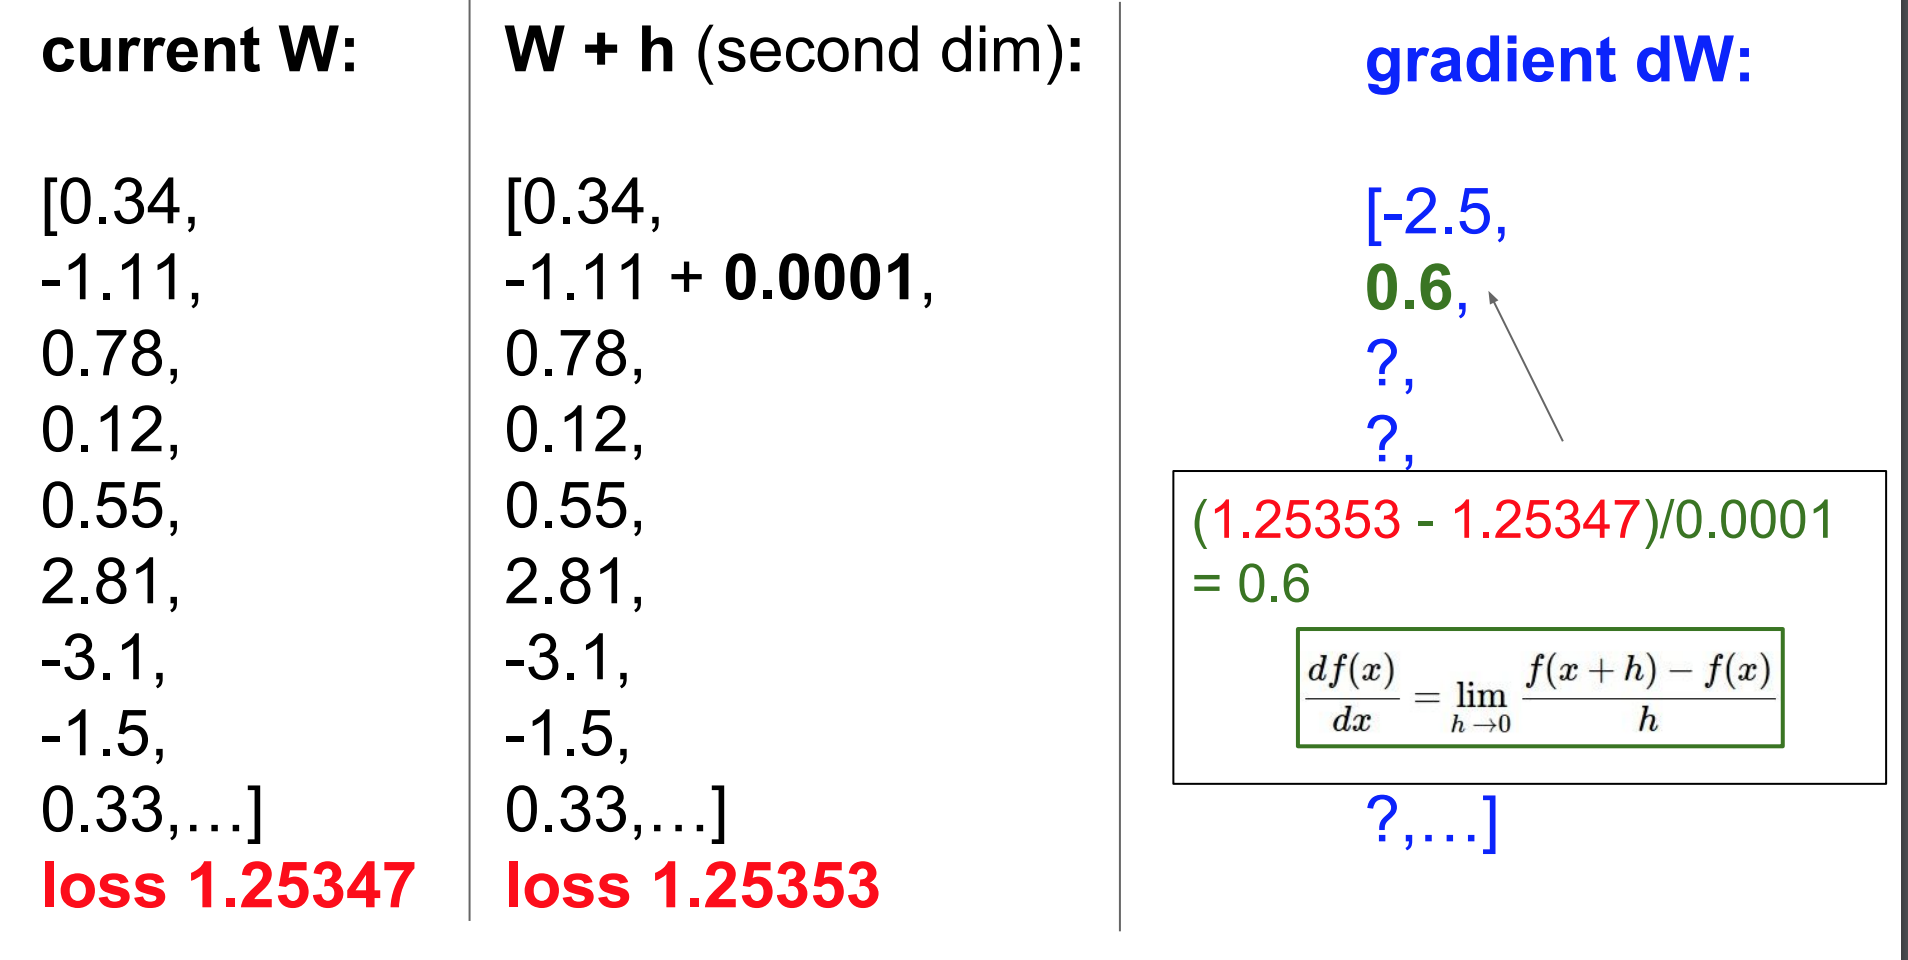 current W:
[0.34,
-1.11,
0.78,
0.12,
0.55,
2.81,
-3.1,
-1.5,
0.33,…]
loss 1.25347
W + h (second dim):
[0.34,
-1.11 + 0.0001,
0.78,
0.12,
0.55,
2.81,
-3.1,
-1.5,
0.33,…]
loss 1.25353
gradient dW:
[-2.5,
0.6,
?,
?,
(1.25353 - 1.25347)/0.0001
= 0.6
df(x)/dx = lim h→0 (f(x + h) − f(x))/h
?,…]